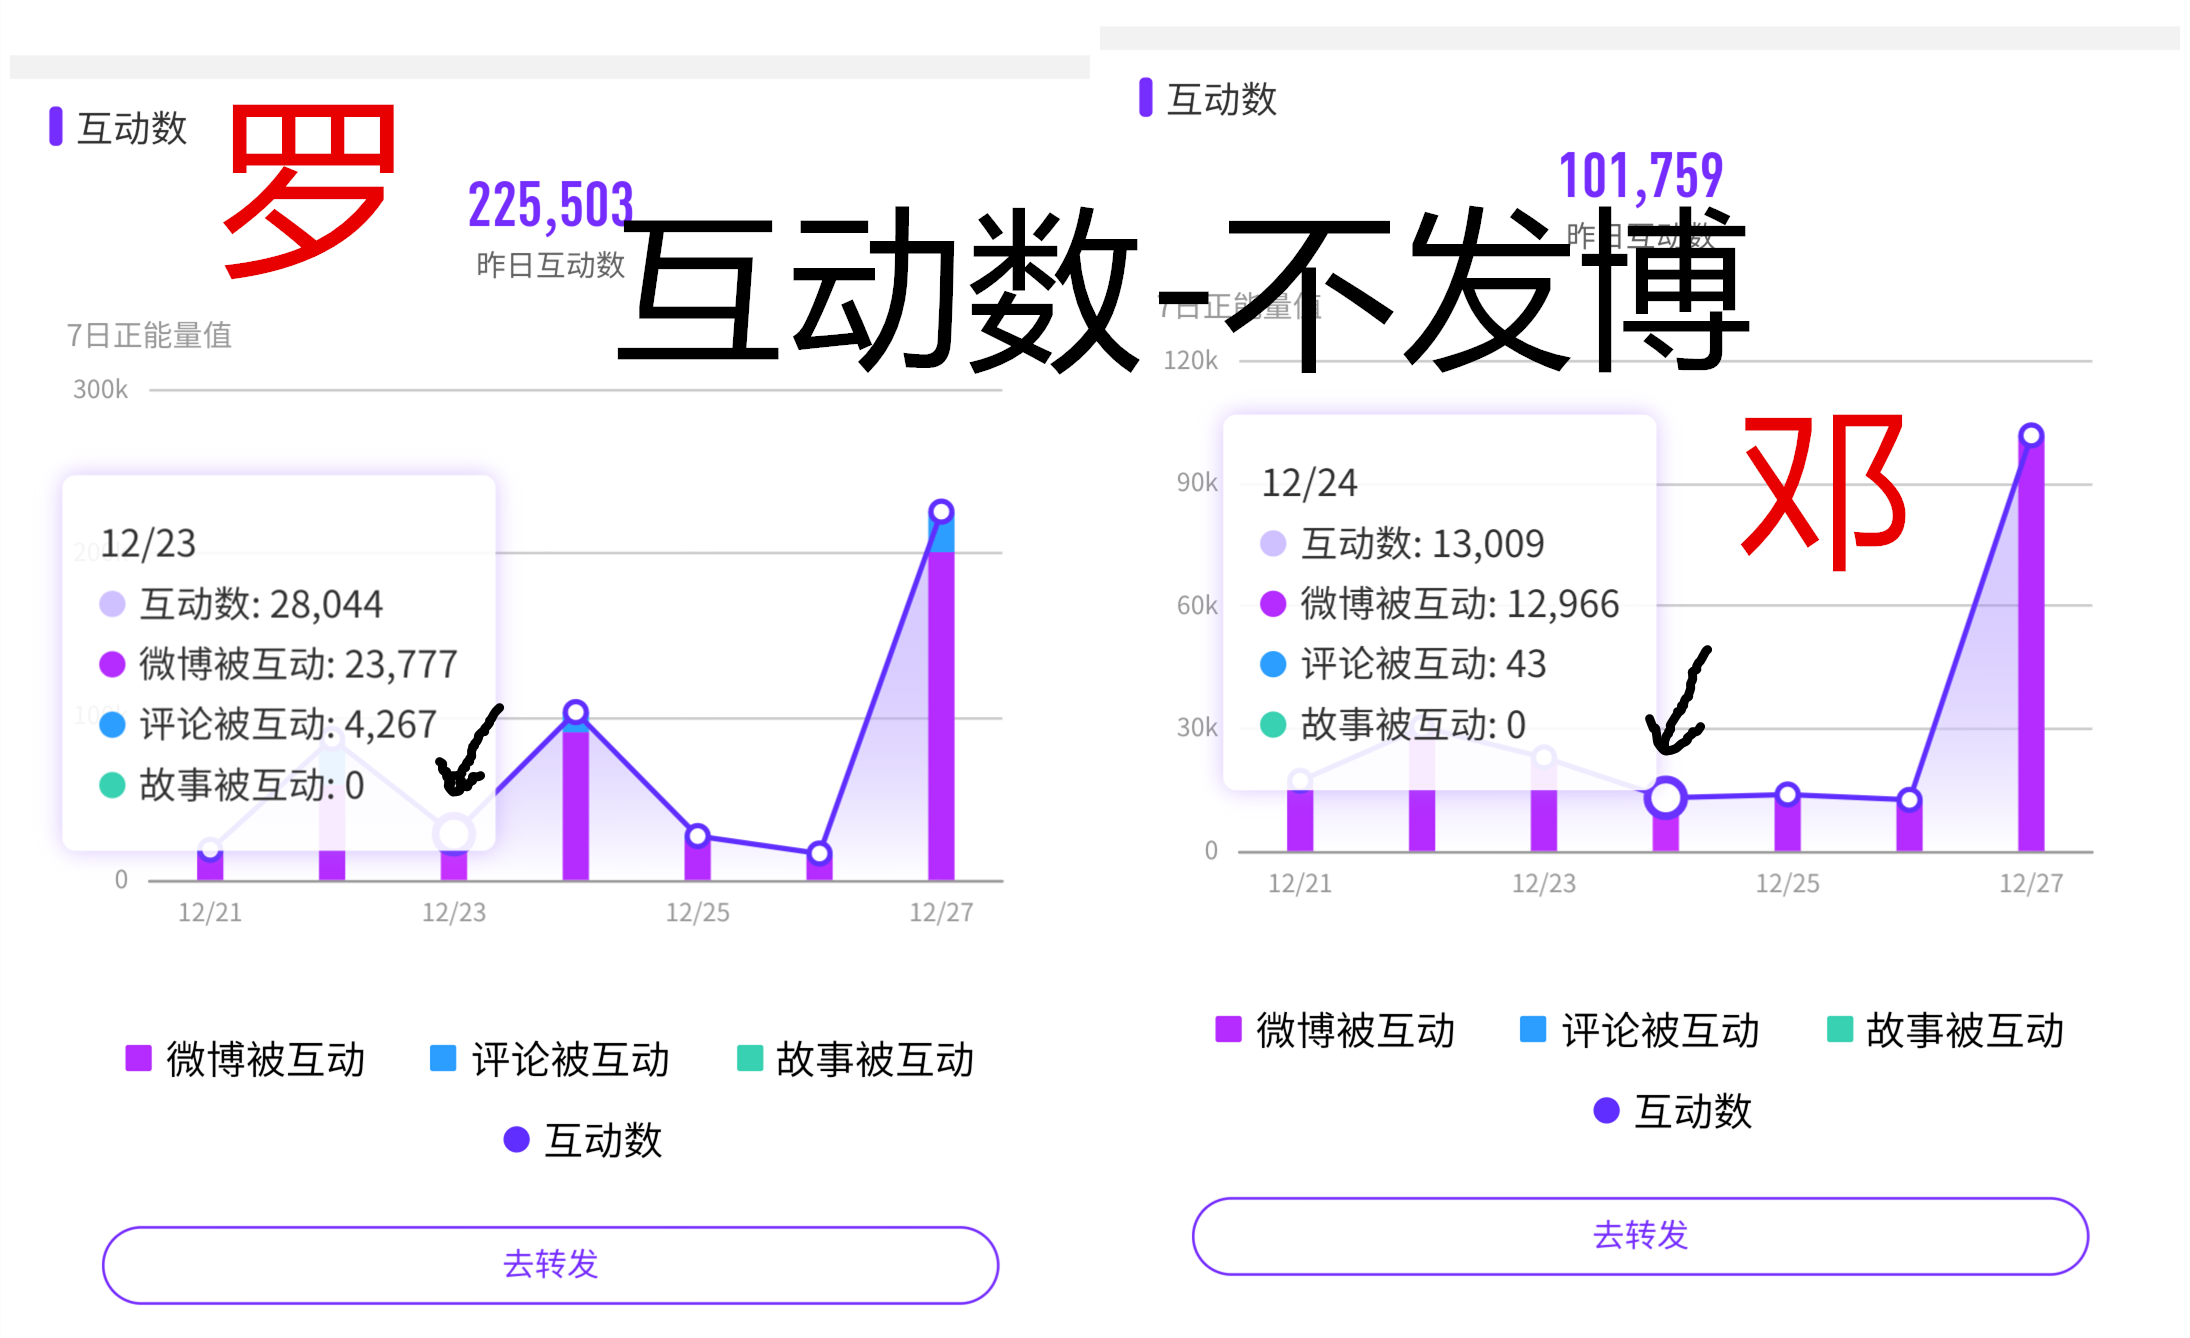 互动数
罗
225,503
昨日互动数
7日正能量值
300k
200k
12/23
互动数: 28,044
微博被互动: 23,777
100k
评论被互动: 4,267
故事被互动: 0
0
12/21
12/23
12/25
12/27
微博被互动
评论被互动
故事被互动
互动数
去转发
互动数-不发博
互动数
101,759
昨日互动数
7日正能量值
120k
90k
60k
30k
0
邓
12/24
互动数: 13,009
微博被互动: 12,966
评论被互动: 43
故事被互动: 0
12/21
12/23
12/25
12/27
微博被互动
评论被互动
故事被互动
互动数
去转发